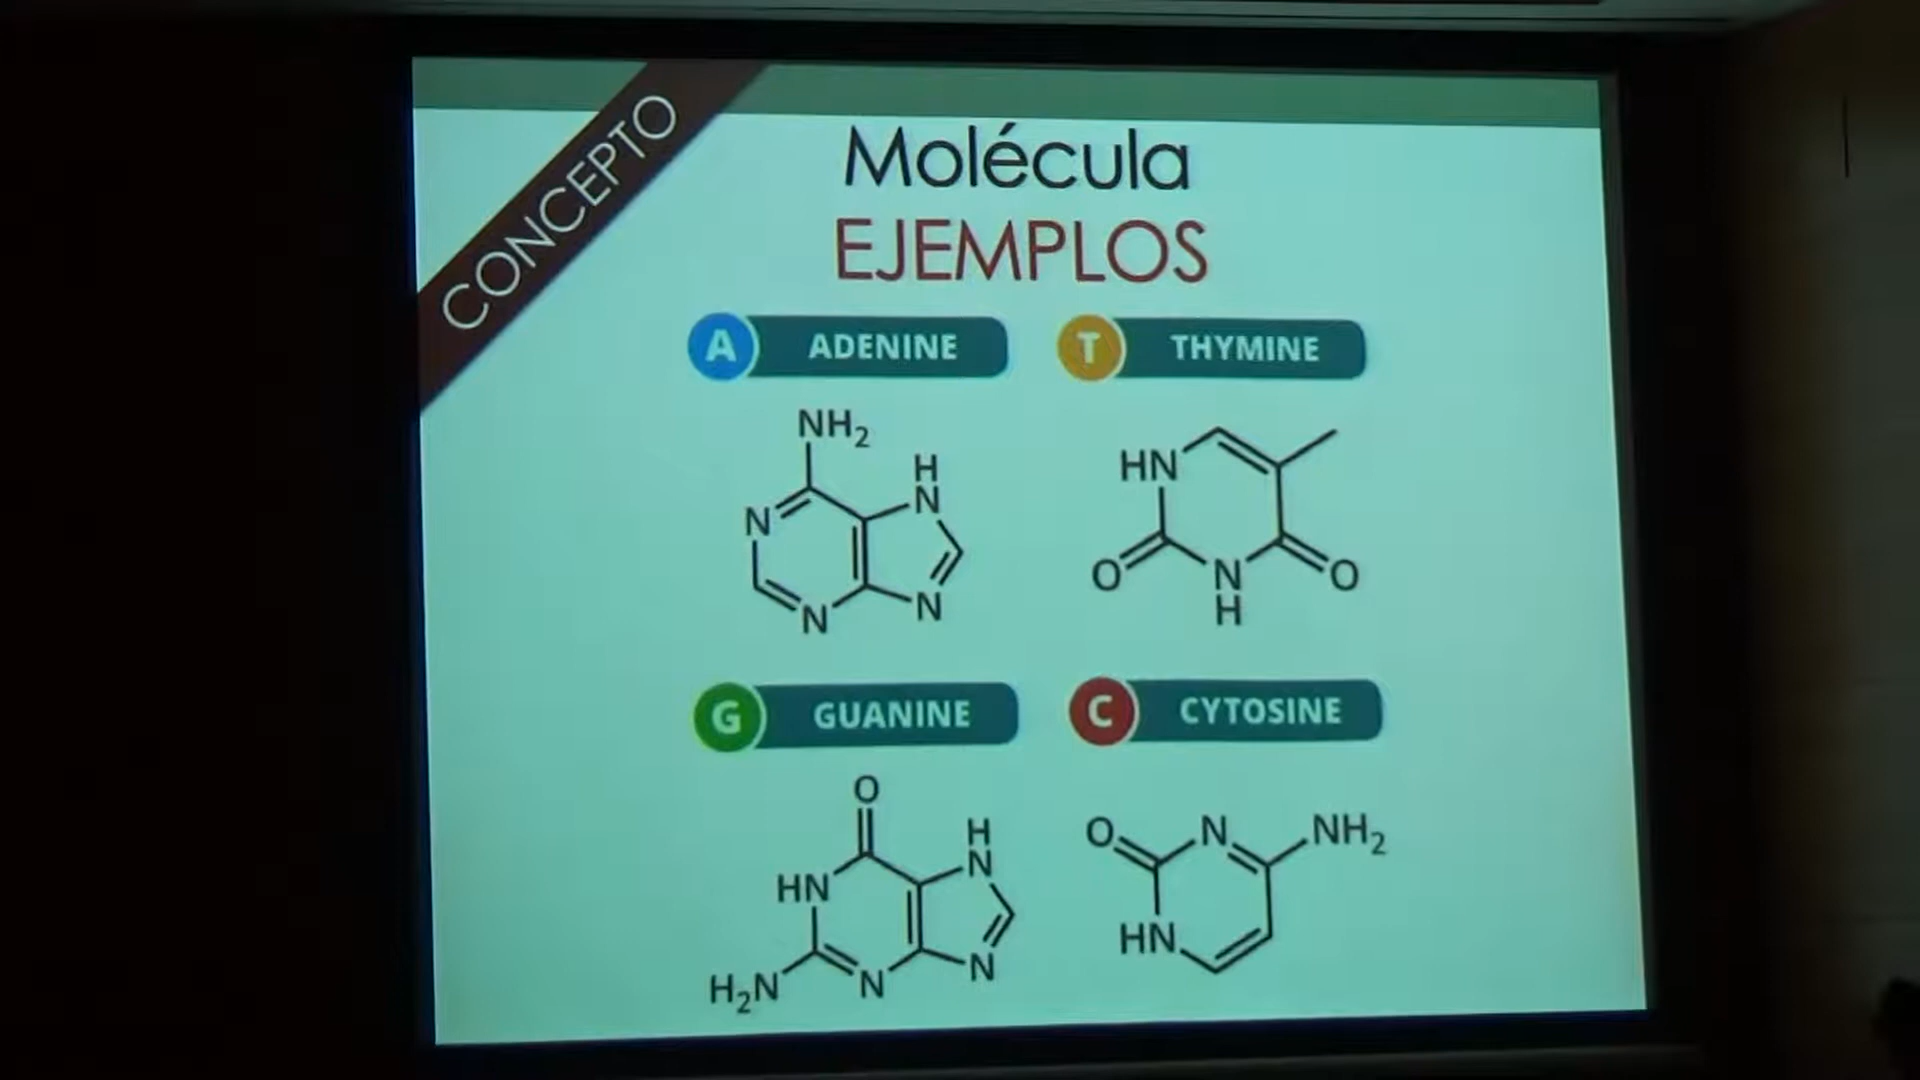 CONCEPTO
Molécula
EJEMPLOS
A ADENINE
T THYMINE
NH₂
H
N
N
N
N
HN
O
N
H
O
G GUANINE
C CYTOSINE
O
H
N
HN
H₂N
N
N
O
N
NH₂
HN